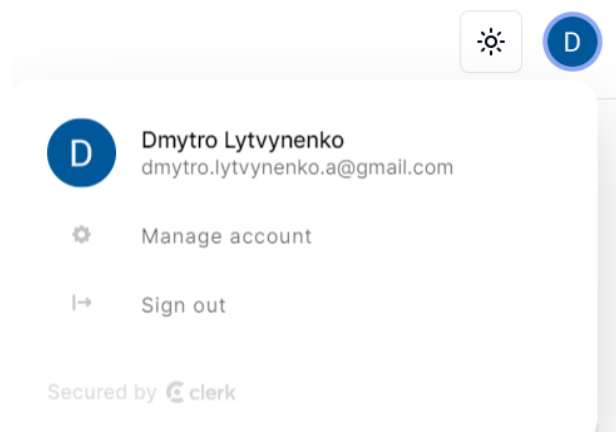 D
D
Dmytro Lytvynenko
dmytro.lytvynenko.a@gmail.com
Manage account
Sign out
Secured by clerk